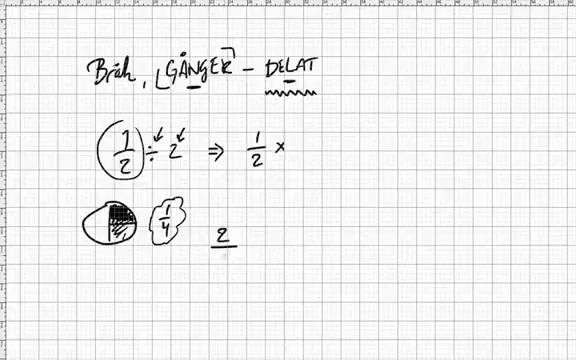 Bråk, GÅNGER - DELAT
1/2 ÷ 2 ⇒ 1/2 ×
1/4
2